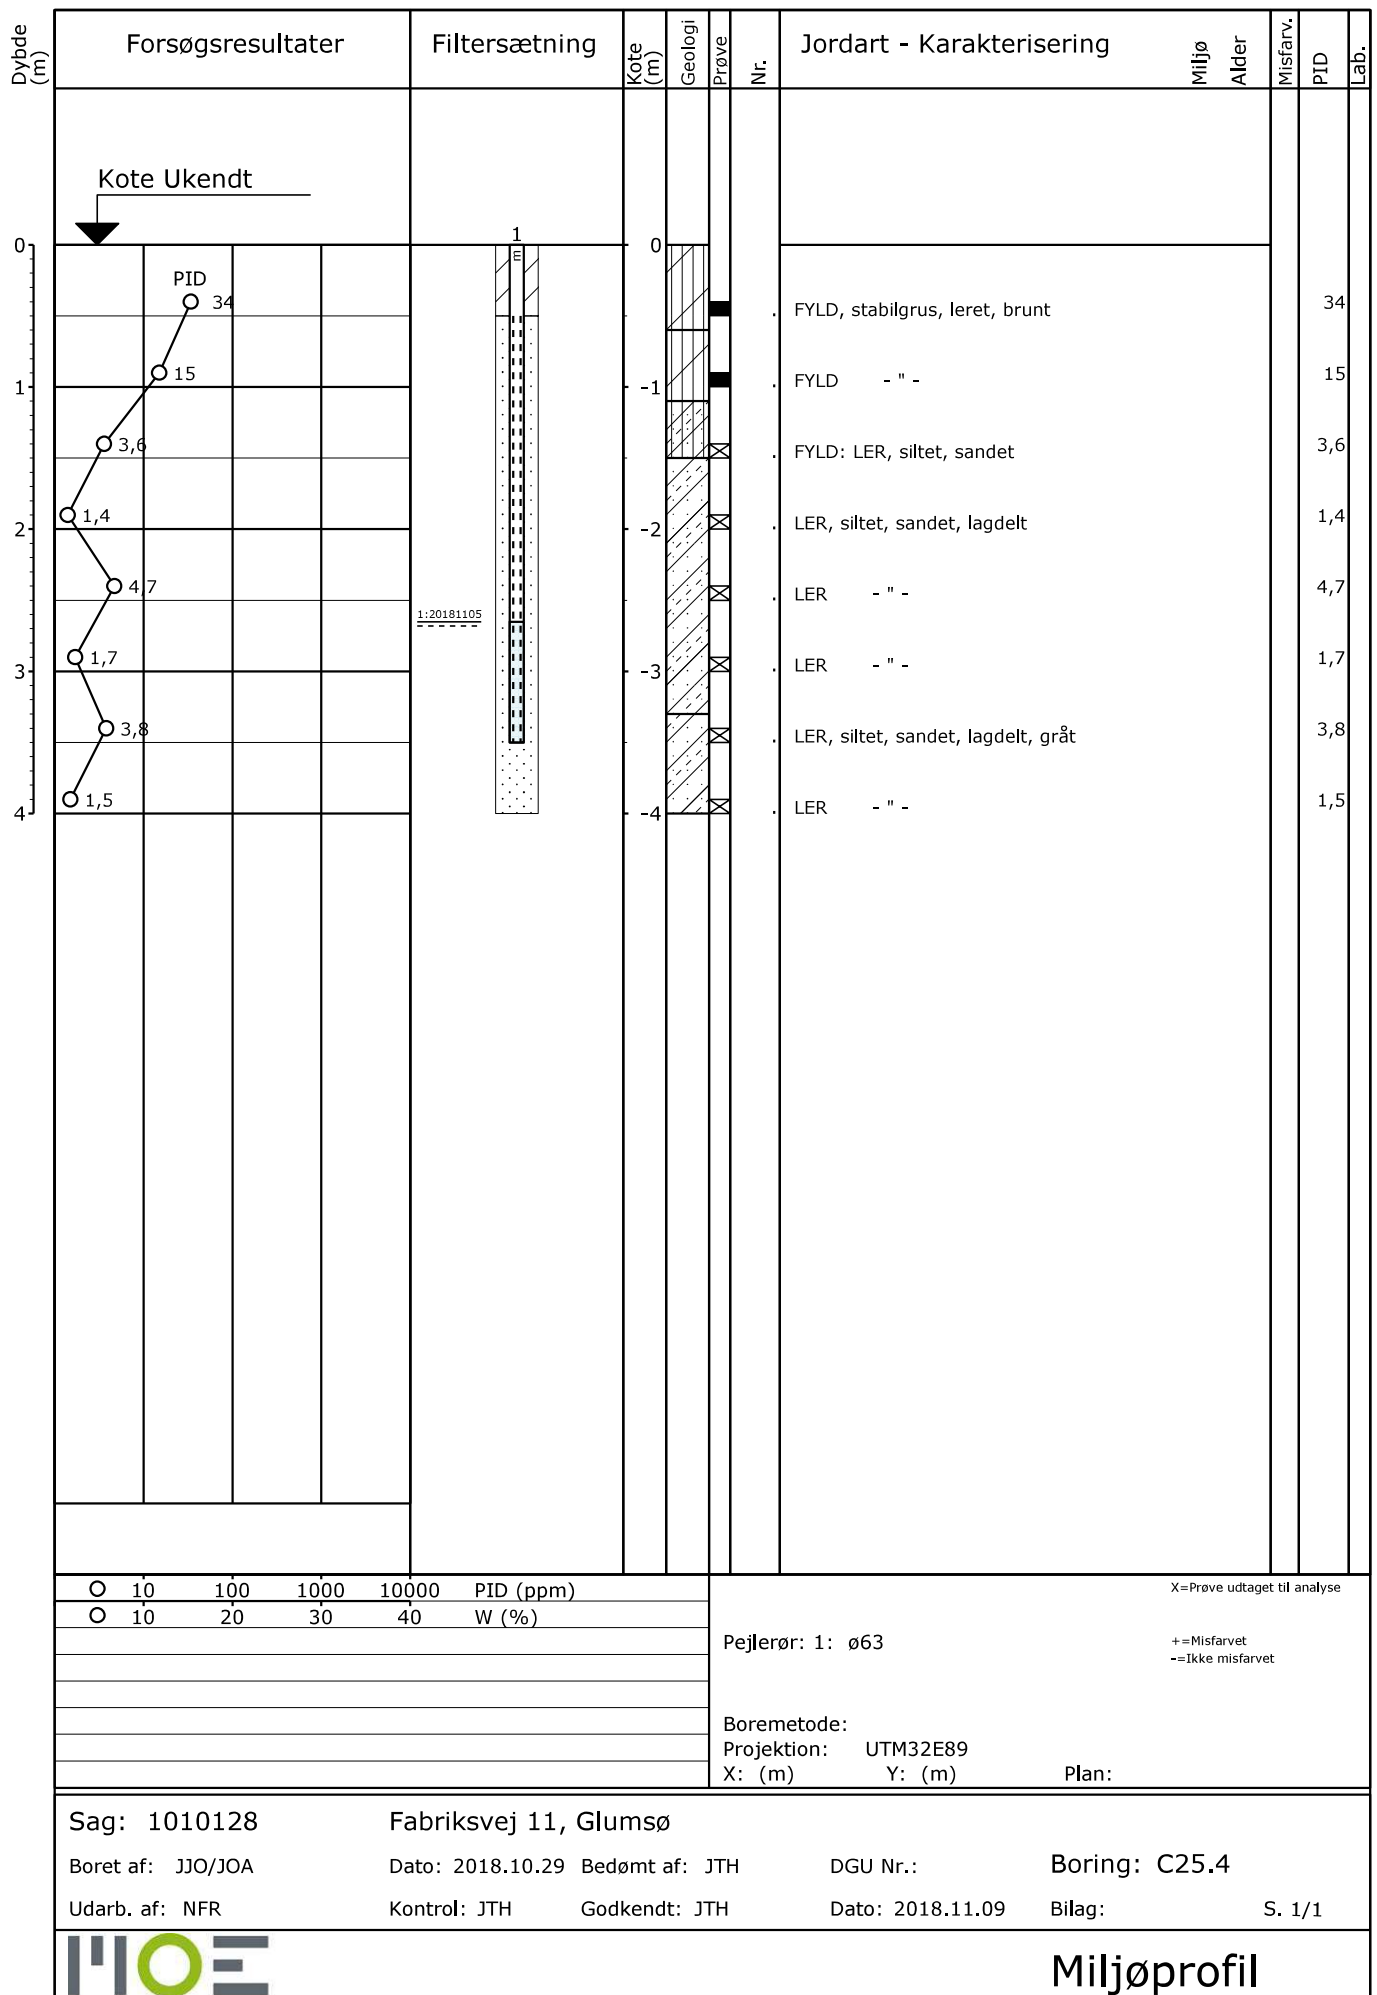 Dybde (m)
Forsøgsresultater
Filtersætning
Kote (m)
Geologi
Prøve
Nr.
Jordart - Karakterisering
Miljø
Alder
Misfarv.
PID
Lab.
Kote Ukendt
0
1
m
0
PID
34
. FYLD, stabilgrus, leret, brunt 34
15
. FYLD - " - 15
1
-1
3,6
. FYLD: LER, siltet, sandet 3,6
1,4
. LER, siltet, sandet, lagdelt 1,4
2
-2
4,7
. LER - " - 4,7
1:20181105
1,7
. LER - " - 1,7
3
-3
3,8
. LER, siltet, sandet, lagdelt, gråt 3,8
1,5
. LER - " - 1,5
4
-4
10 100 1000 10000 PID (ppm)
10 20 30 40 W (%)
X=Prøve udtaget til analyse
Pejlerør: 1: ø63
+=Misfarvet
-=Ikke misfarvet
Boremetode:
Projektion: UTM32E89
X: (m) Y: (m) Plan:
Sag: 1010128 Fabriksvej 11, Glumsø
Boret af: JJO/JOA Dato: 2018.10.29 Bedømt af: JTH DGU Nr.: Boring: C25.4
Udarb. af: NFR Kontrol: JTH Godkendt: JTH Dato: 2018.11.09 Bilag: S. 1/1
MOE
Miljøprofil